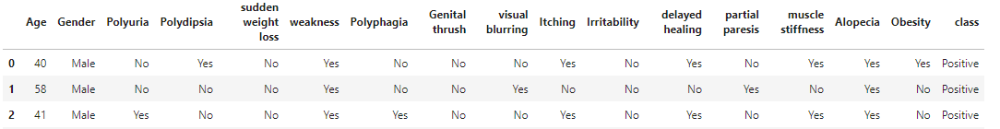 Age Gender Polyuria Polydipsia sudden weight loss weakness Polyphagia Genital thrush visual blurring Itching Irritability delayed healing partial paresis muscle stiffness Alopecia Obesity class
0 40 Male No Yes No Yes No No No Yes No Yes No Yes Yes Yes Positive
1 58 Male No No No Yes No No Yes No No No Yes No Yes No Positive
2 41 Male Yes No No Yes Yes No No Yes No Yes No Yes Yes No Positive